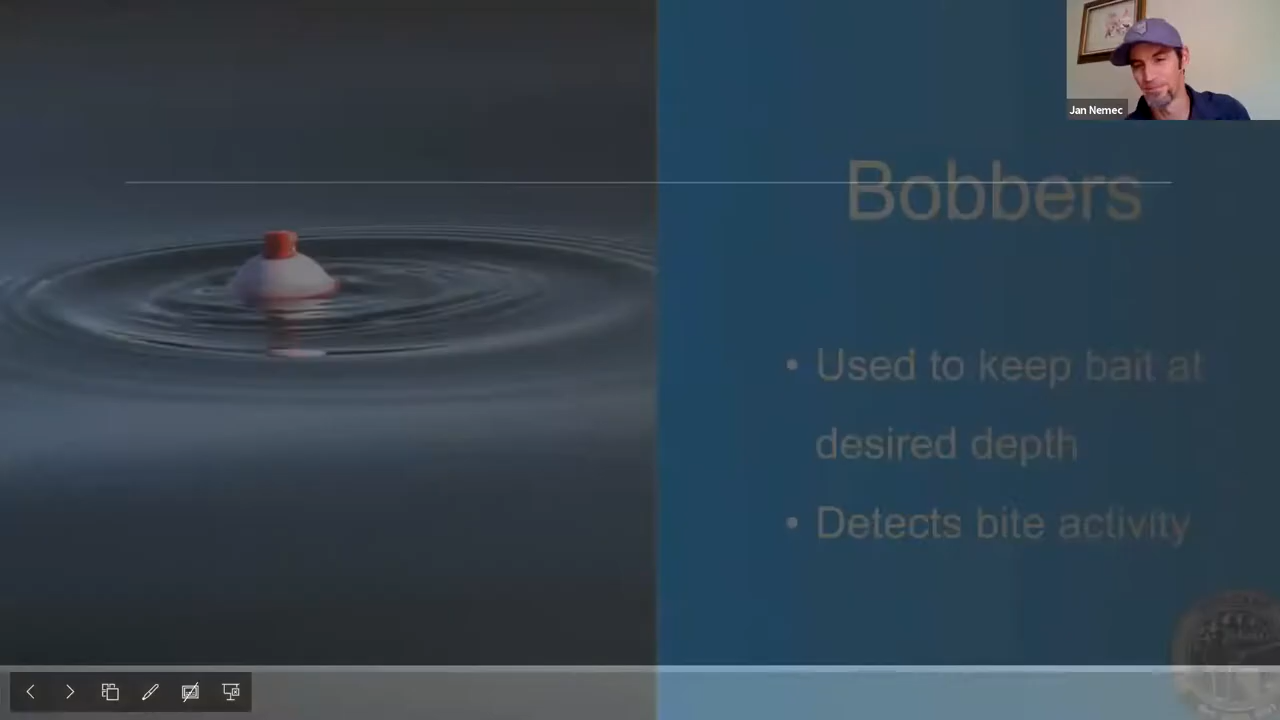 Jan Nemec
Bobbers
• Used to keep bait at
desired depth
• Detects bite activity